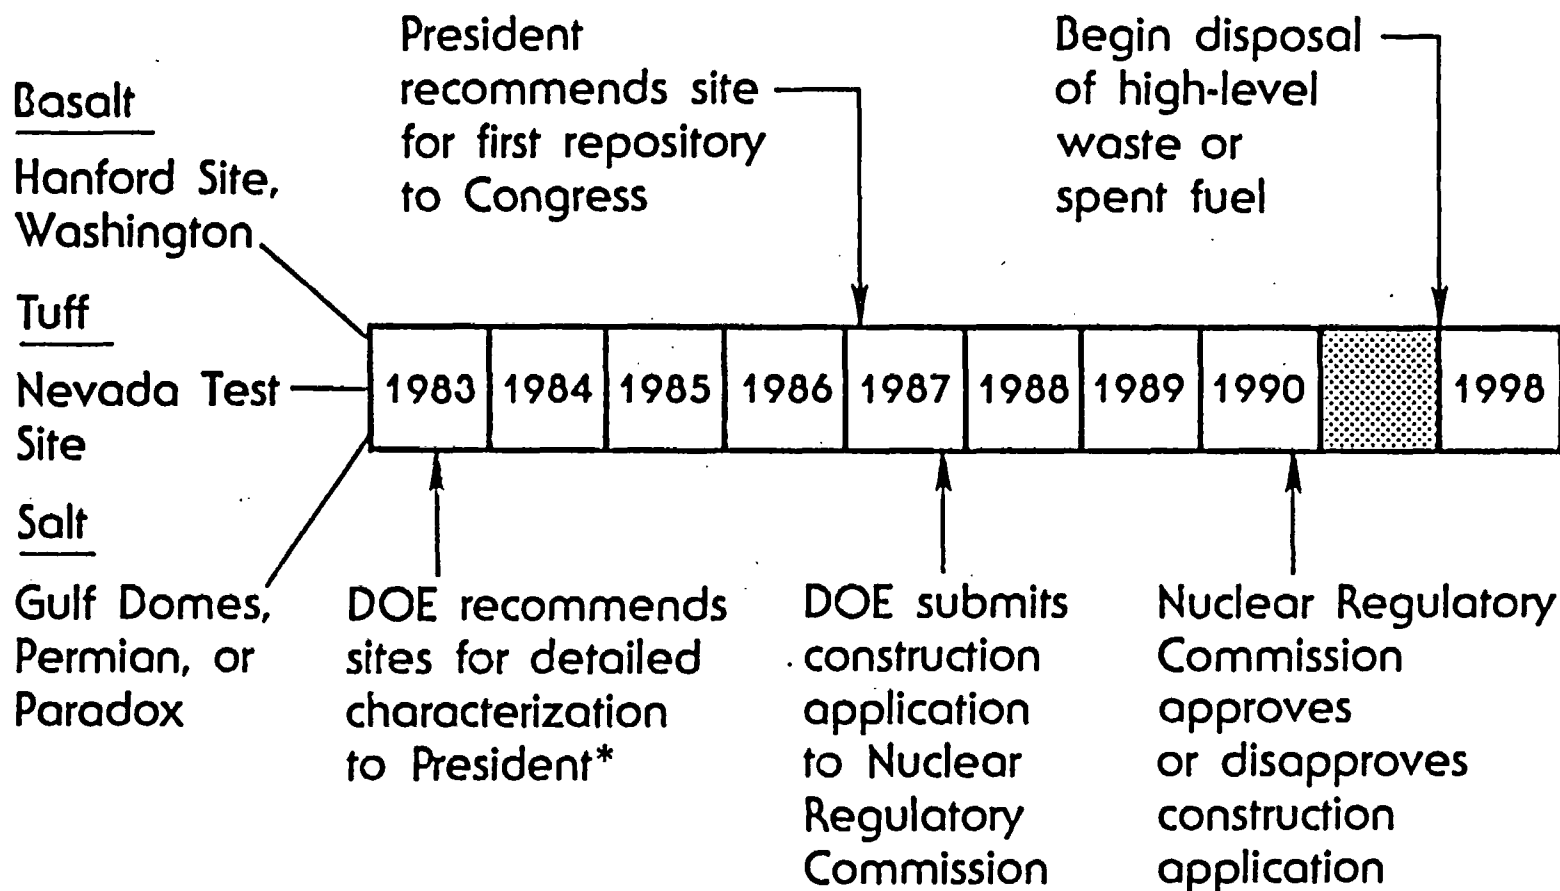 Basalt
Hanford Site,
Washington
Tuff
Nevada Test
Site
Salt
Gulf Domes,
Permian, or
Paradox
President
recommends site
for first repository
to Congress
Begin disposal
of high-level
waste or
spent fuel
1983 1984 1985 1986 1987 1988 1989 1990 1998
DOE recommends
sites for detailed
characterization
to President*
DOE submits
construction
application
to Nuclear
Regulatory
Commission
Nuclear Regulatory
Commission
approves
or disapproves
construction
application